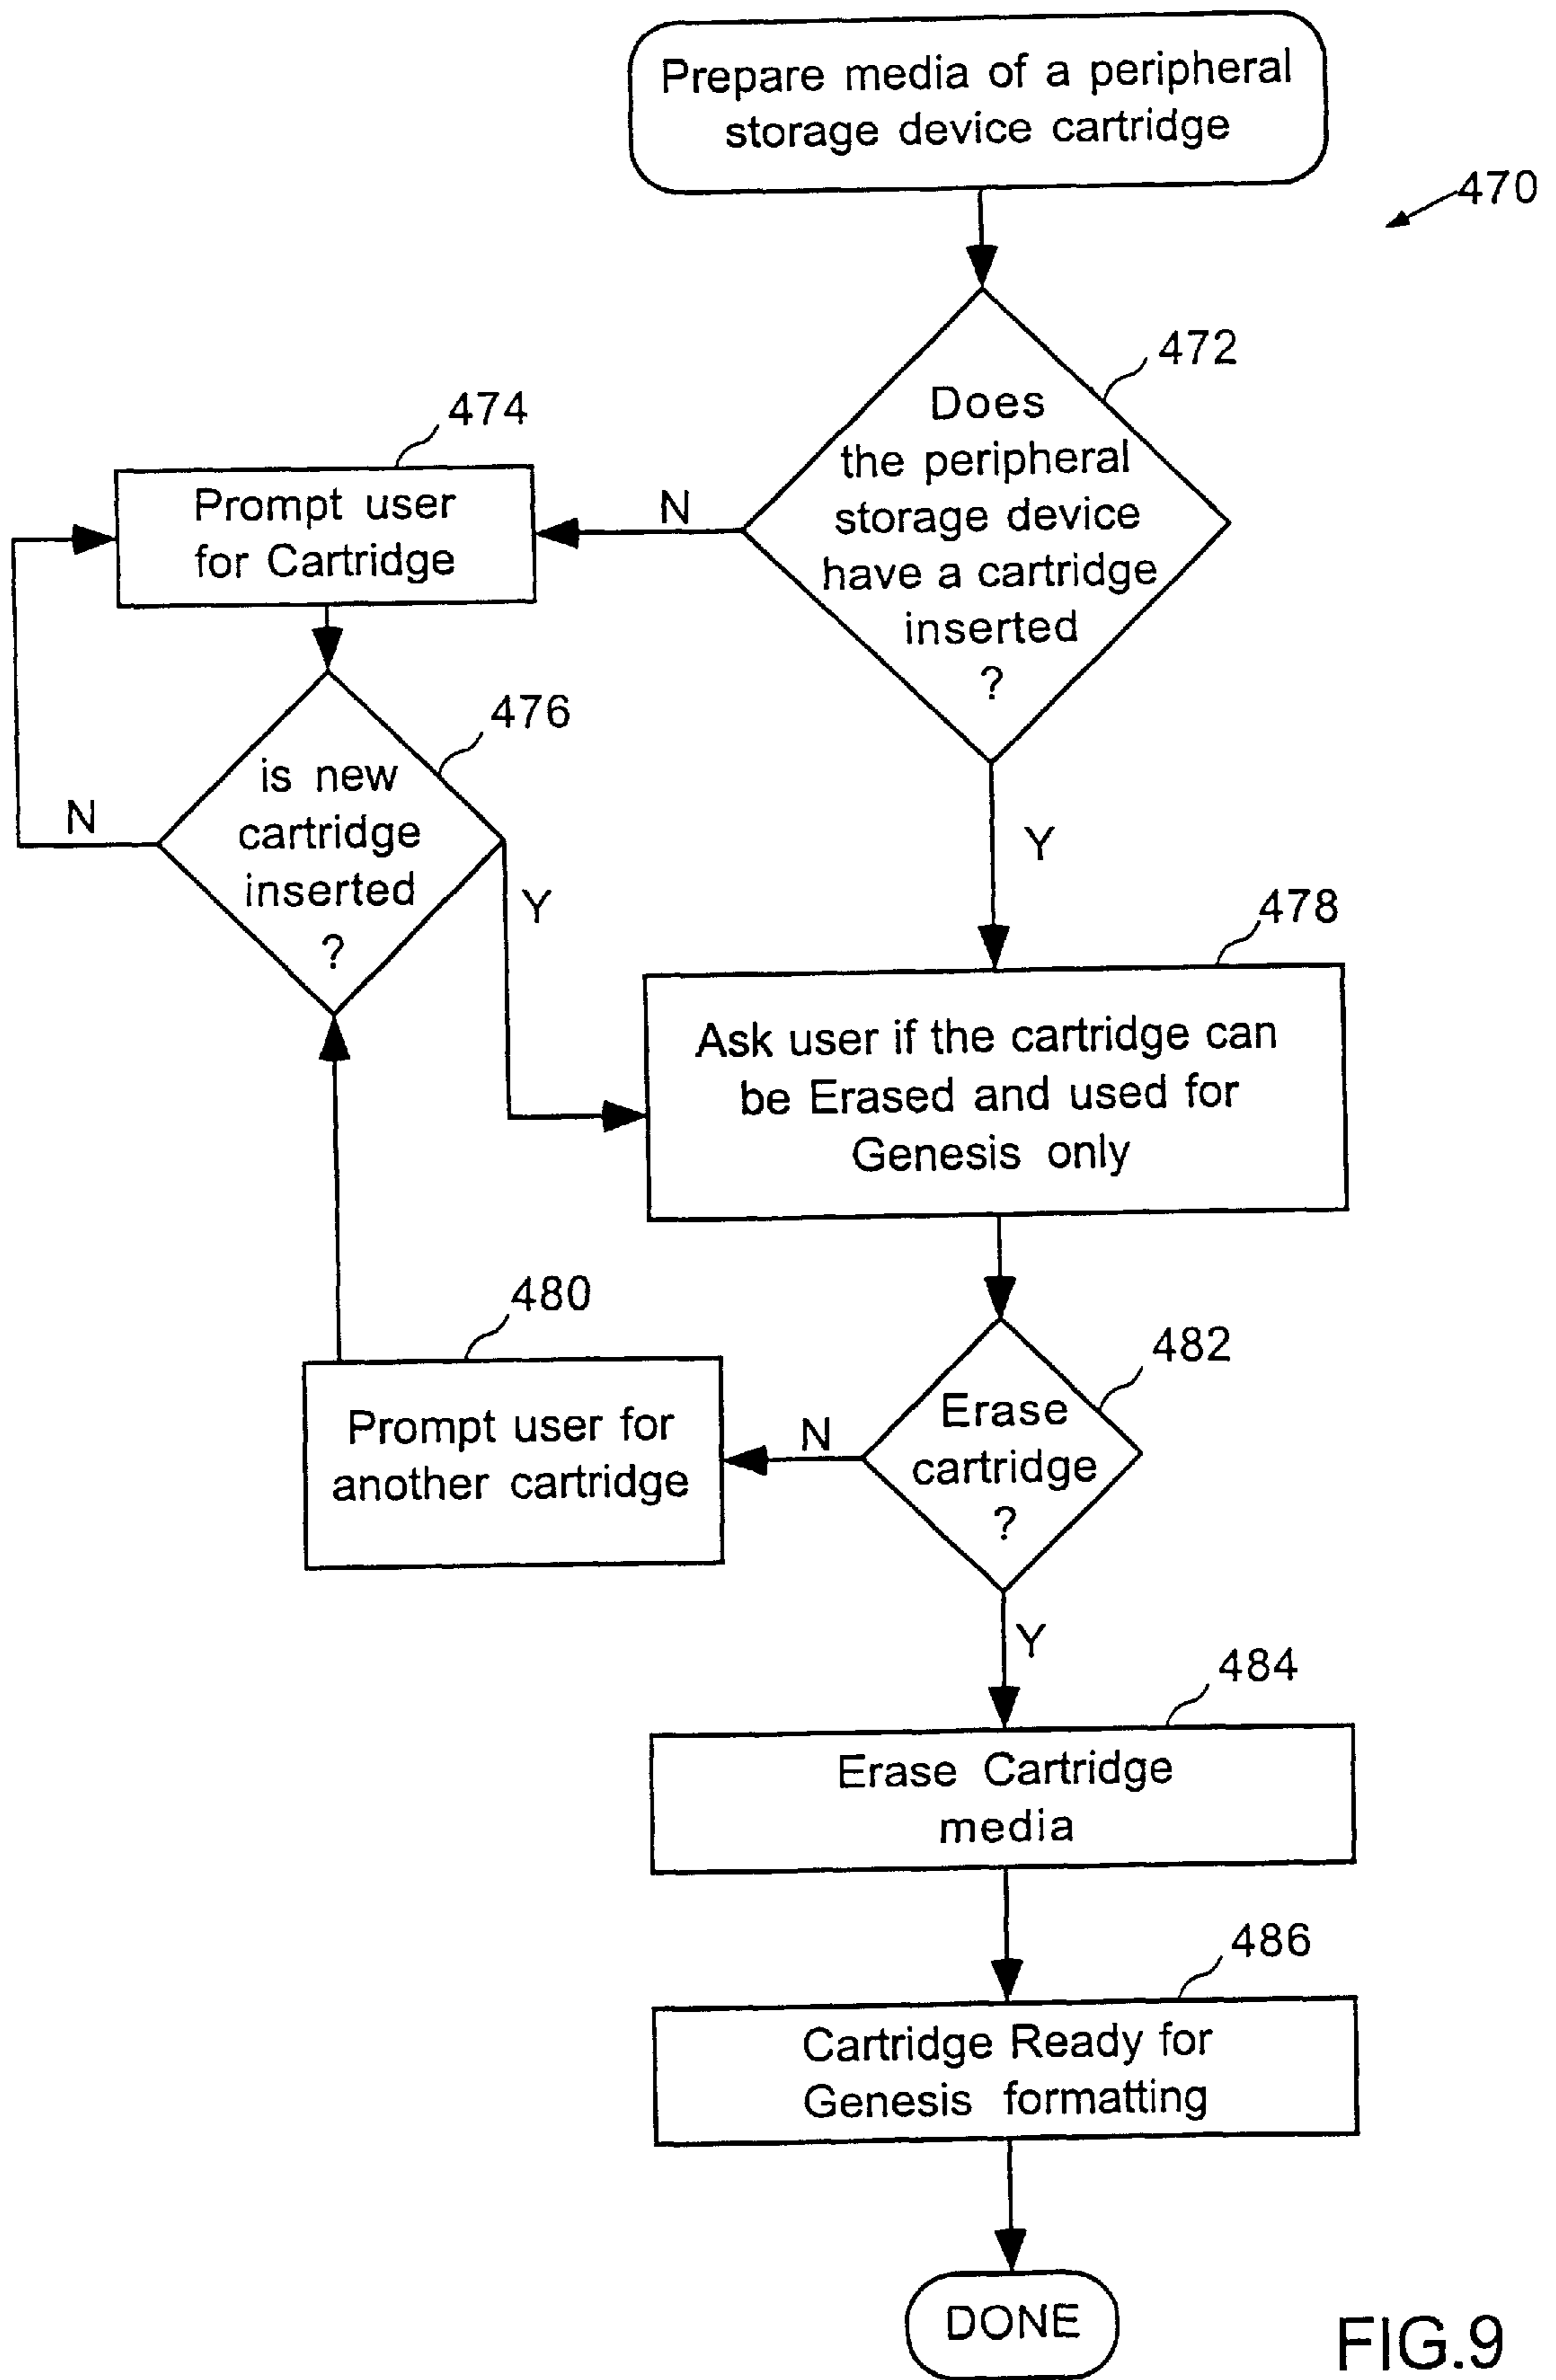 Prepare media of a peripheral
storage device cartridge
470
472
Does
the peripheral
storage device
have a cartridge
inserted
?
N
474
Prompt user
for Cartridge
476
is new
cartridge
inserted
?
N
Y
Y
478
Ask user if the cartridge can
be Erased and used for
Genesis only
480
Prompt user for
another cartridge
482
Erase
cartridge
?
N
Y
484
Erase Cartridge
media
486
Cartridge Ready for
Genesis formatting
DONE
FIG.9